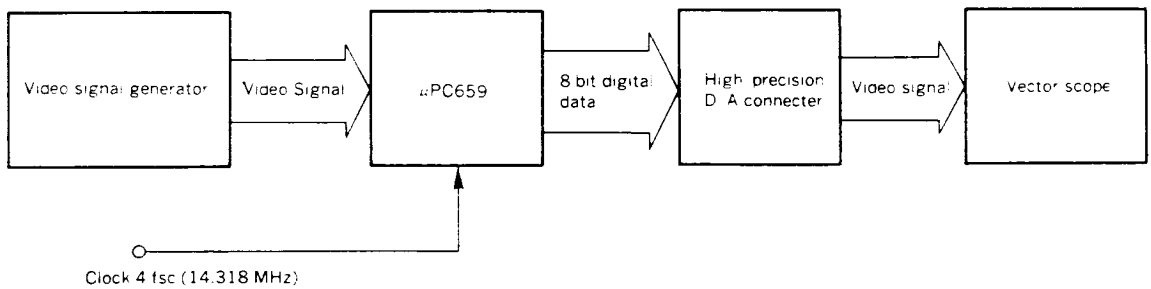 Video signal generator
Video Signal
μPC659
8 bit digital
data
High precision
D A connecter
Video signal
Vector scope
Clock 4 fsc (14.318 MHz)